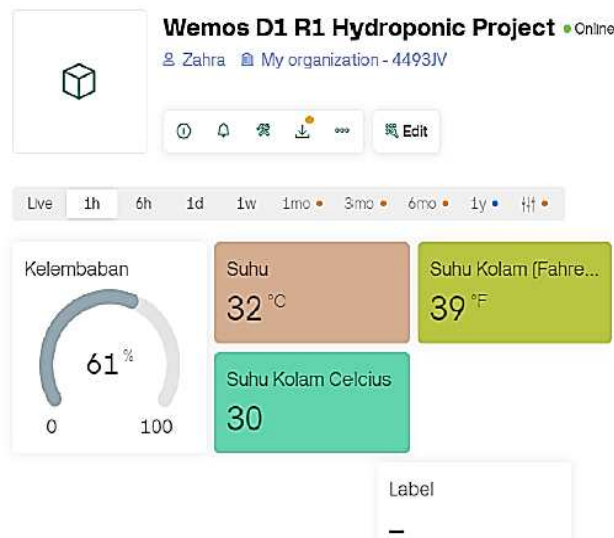 Wemos D1 R1 Hydroponic Project
Online
Zahra My organization - 4493JV
Edit
Live 1h 6h 1d 1w 1mo 3mo 6mo 1y
Kelembaban
61 %
0 100
Suhu
32 °C
Suhu Kolam (Fahre...
39 °F
Suhu Kolam Celcius
30
Label
–